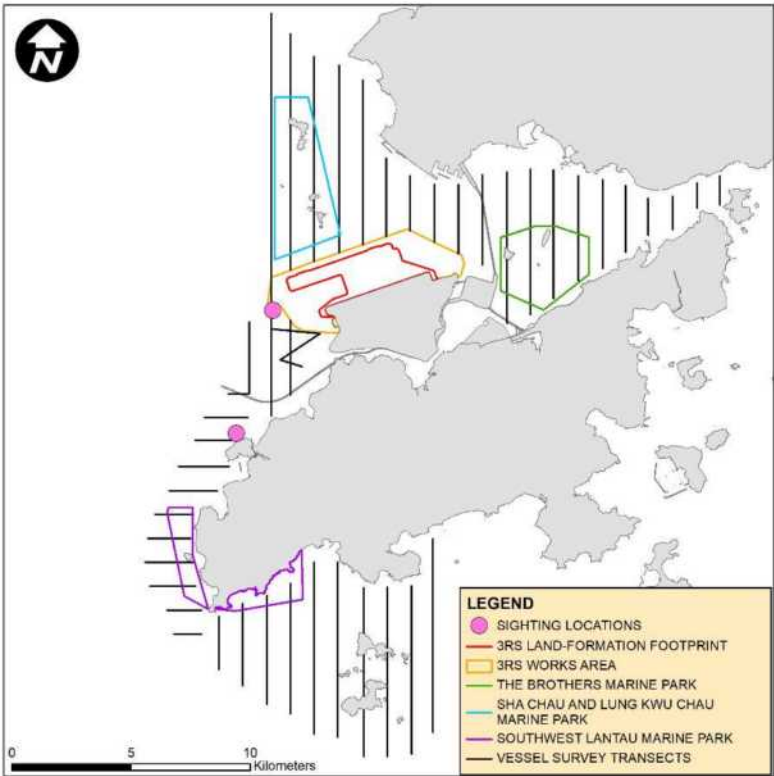 N
LEGEND
SIGHTING LOCATIONS
3RS LAND-FORMATION FOOTPRINT
3RS WORKS AREA
THE BROTHERS MARINE PARK
SHA CHAU AND LUNG KWU CHAU
MARINE PARK
SOUTHWEST LANTAU MARINE PARK
VESSEL SURVEY TRANSECTS
0 5 10
Kilometers